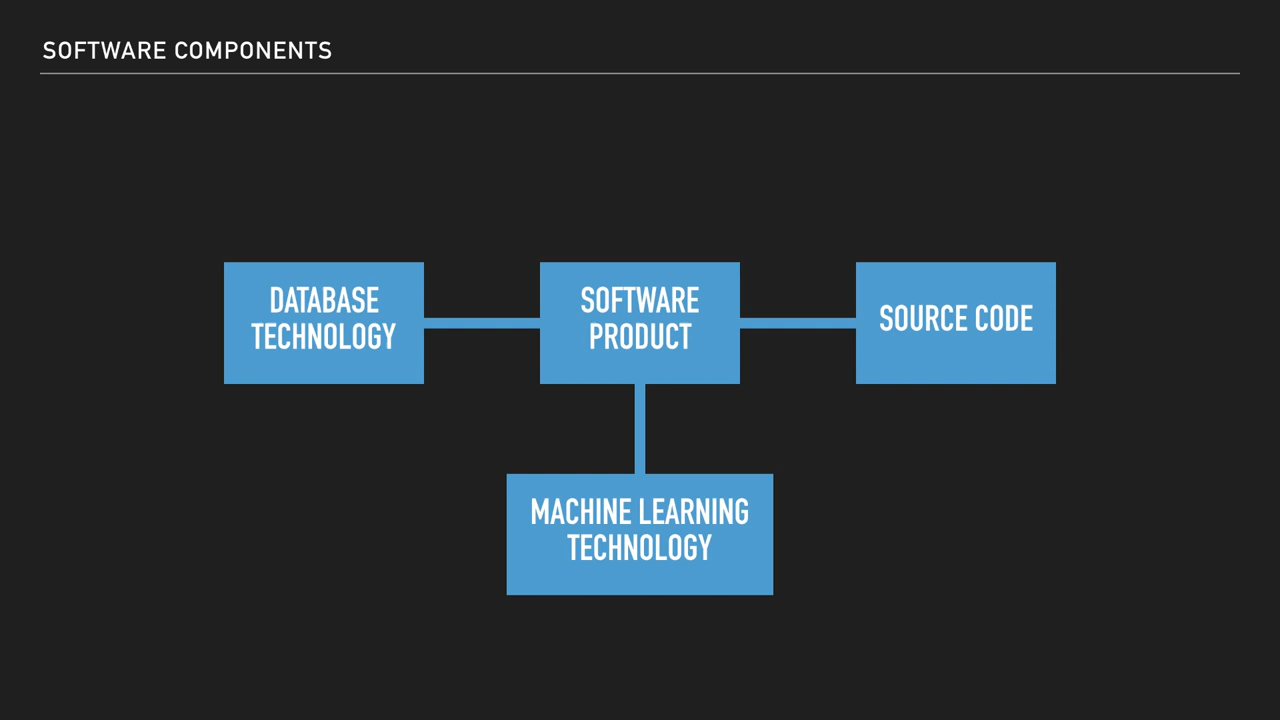 SOFTWARE COMPONENTS
DATABASE
TECHNOLOGY
SOFTWARE
PRODUCT
SOURCE CODE
MACHINE LEARNING
TECHNOLOGY